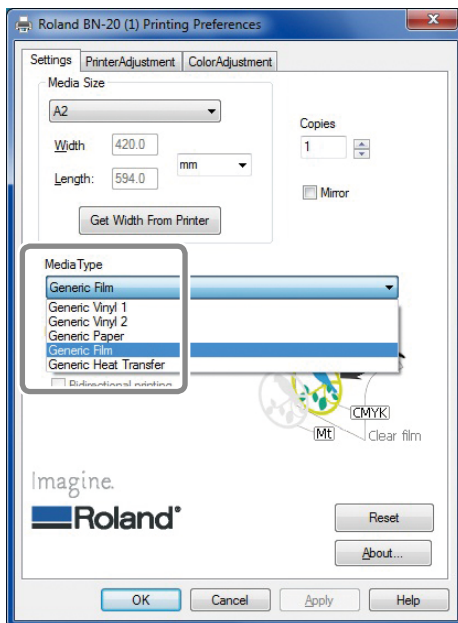 Roland BN-20 (1) Printing Preferences
Settings PrinterAdjustment ColorAdjustment
Media Size
A2
Copies
Width 420.0
1
mm
Length: 594.0
Mirror
Get Width From Printer
MediaType
Generic Film
Generic Vinyl 1
Generic Vinyl 2
Generic Paper
Generic Film
Generic Heat Transfer
Bidirectional printing
CMYK
Mt Clear film
Imagine.
Roland®
Reset
About...
OK Cancel Apply Help